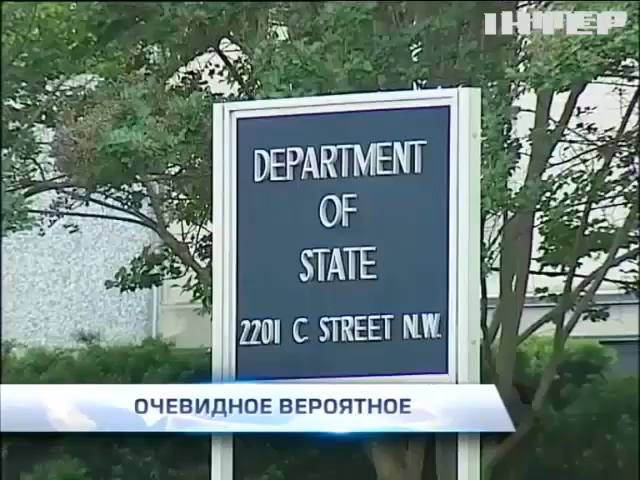 ІНТЕР
DEPARTMENT
OF
STATE
2201 C STREET N.W.
ОЧЕВИДНОЕ ВЕРОЯТНОЕ